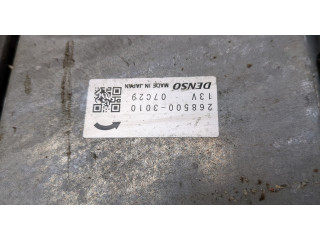 DENSO MADE IN JAPAN
13V 07C29
268500-3010